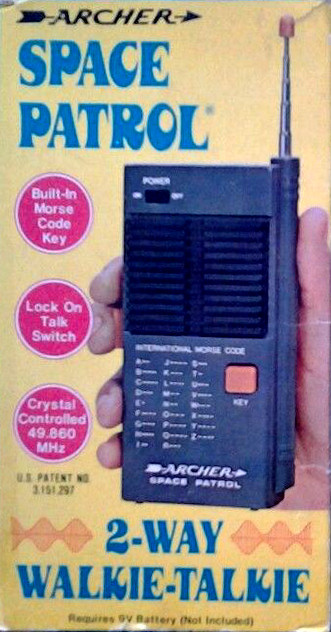 ARCHER
SPACE
PATROL®
Built-In
Morse
Code
Key
Lock On
Talk
Switch
Crystal
Controlled
49.860
MHz
U.S. PATENT NO.
3,151,297
POWER
ON OFF
INTERNATIONAL MORSE CODE
A J S
B K T
C L U
D M V
E N W
F O X
G P Y
H Q Z
I R
KEY
ARCHER
SPACE PATROL
2-WAY
WALKIE-TALKIE
Requires 9V Battery (Not Included)